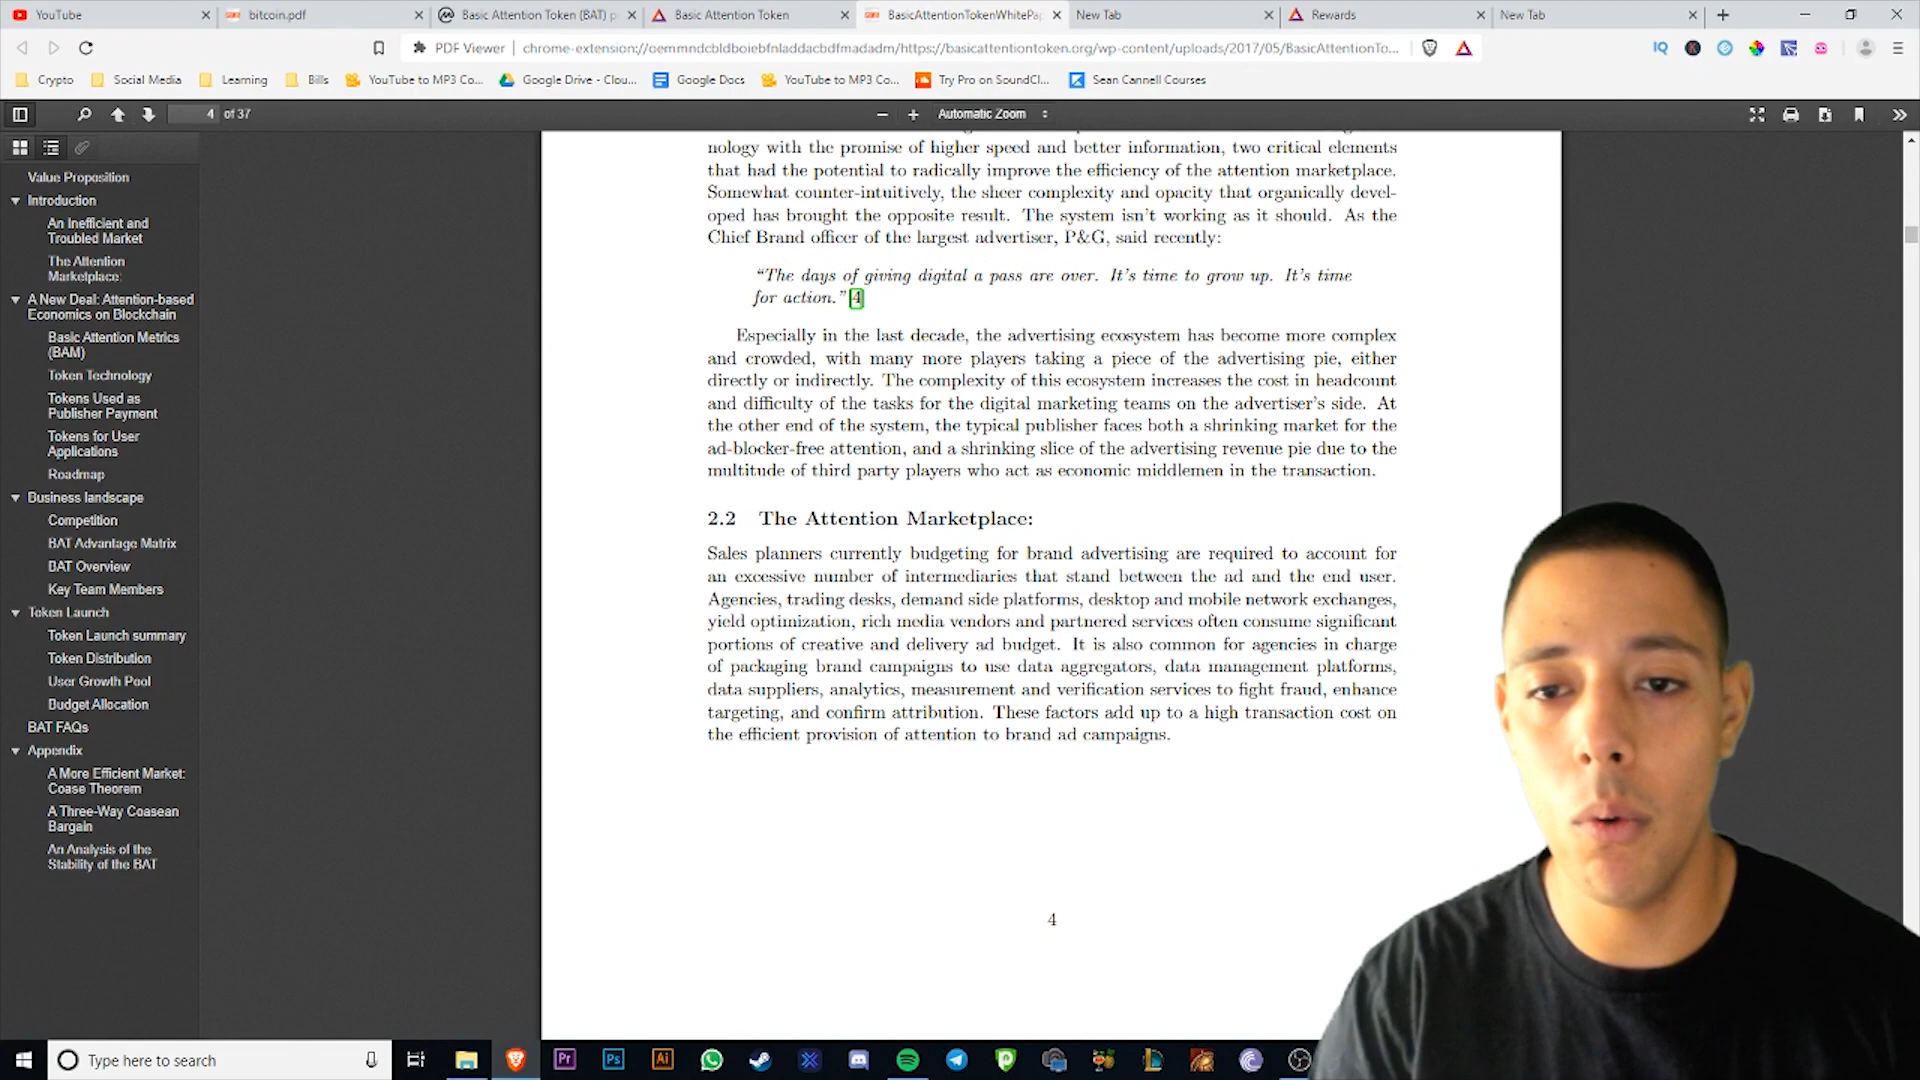 YouTube
bitcoin.pdf
Basic Attention Token (BAT) p
Basic Attention Token
BasicAttentionTokenWhitePa
New Tab
Rewards
New Tab
PDF Viewer
chrome-extension://oemmndcbldboiebfnladdacbdfmadadm/https://basicattentiontoken.org/wp-content/uploads/2017/05/BasicAttentionTo...
IQ
Crypto
Social Media
Learning
Bills
YouTube to MP3 Co...
Google Drive - Clou...
Google Docs
YouTube to MP3 Co...
Try Pro on SoundCl...
Sean Cannell Courses
4 of 37
Automatic Zoom
Value Proposition
Introduction
An Inefficient and
Troubled Market
The Attention
Marketplace:
A New Deal: Attention-based
Economics on Blockchain
Basic Attention Metrics
(BAM)
Token Technology
Tokens Used as
Publisher Payment
Tokens for User
Applications
Roadmap
Business landscape
Competition
BAT Advantage Matrix
BAT Overview
Key Team Members
Token Launch
Token Launch summary
Token Distribution
User Growth Pool
Budget Allocation
BAT FAQs
Appendix
A More Efficient Market:
Coase Theorem
A Three-Way Coasean
Bargain
An Analysis of the
Stability of the BAT
nology with the promise of higher speed and better information, two critical elements
that had the potential to radically improve the efficiency of the attention marketplace.
Somewhat counter-intuitively, the sheer complexity and opacity that organically devel-
oped has brought the opposite result. The system isn't working as it should. As the
Chief Brand officer of the largest advertiser, P&G, said recently:
“The days of giving digital a pass are over. It's time to grow up. It's time
for action.” [4]
Especially in the last decade, the advertising ecosystem has become more complex
and crowded, with many more players taking a piece of the advertising pie, either
directly or indirectly. The complexity of this ecosystem increases the cost in headcount
and difficulty of the tasks for the digital marketing teams on the advertiser's side. At
the other end of the system, the typical publisher faces both a shrinking market for the
ad-blocker-free attention, and a shrinking slice of the advertising revenue pie due to the
multitude of third party players who act as economic middlemen in the transaction.
2.2 The Attention Marketplace:
Sales planners currently budgeting for brand advertising are required to account for
an excessive number of intermediaries that stand between the ad and the end user.
Agencies, trading desks, demand side platforms, desktop and mobile network exchanges,
yield optimization, rich media vendors and partnered services often consume significant
portions of creative and delivery ad budget. It is also common for agencies in charge
of packaging brand campaigns to use data aggregators, data management platforms,
data suppliers, analytics, measurement and verification services to fight fraud, enhance
targeting, and confirm attribution. These factors add up to a high transaction cost on
the efficient provision of attention to brand ad campaigns.
4
Type here to search
Pr
Ps
Ai